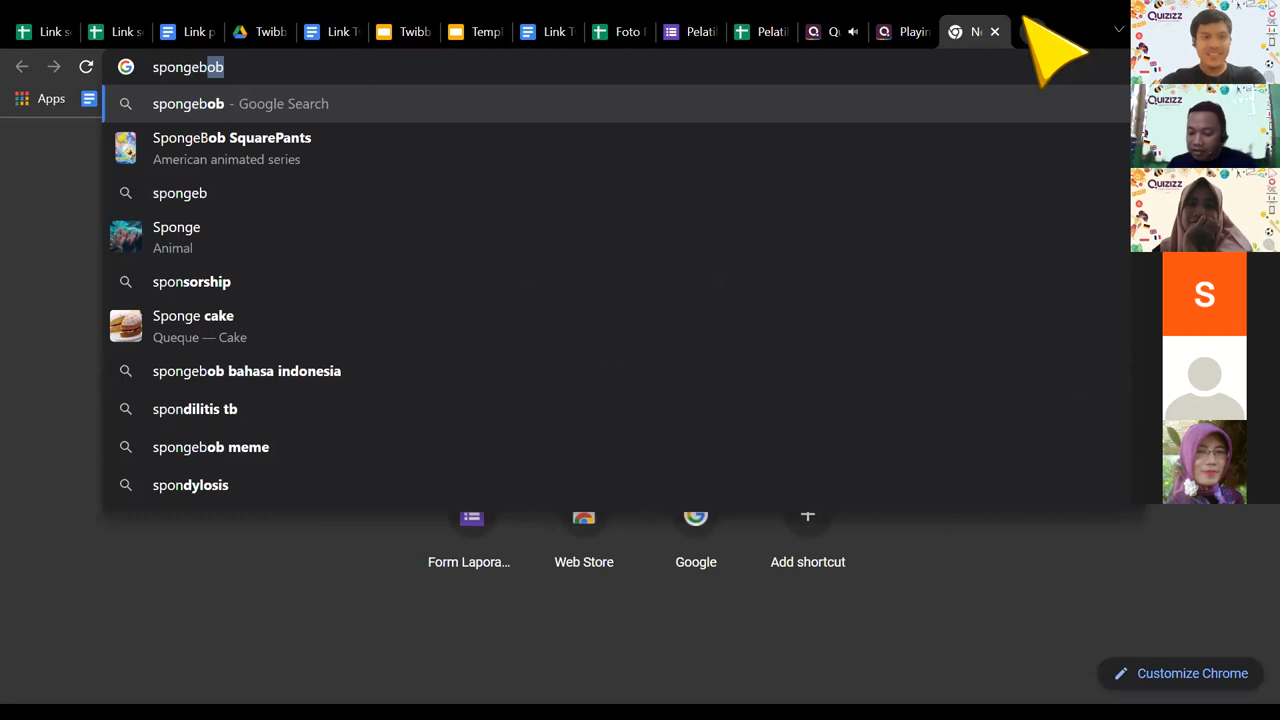 Link s
Link s
Link p
Twibb
Link T
Twibb
Templ
Link T
Foto
Pelati
Pelati
Qu
Playin
Ne
spongebob
Apps
spongebob - Google Search
SpongeBob SquarePants
American animated series
spongeb
Sponge
Animal
sponsorship
Sponge cake
Queque — Cake
spongebob bahasa indonesia
spondilitis tb
spongebob meme
spondylosis
Form Lapora...
Web Store
Google
Add shortcut
Customize Chrome
QUIZIZZ
QUIZIZZ
QUIZIZZ
S